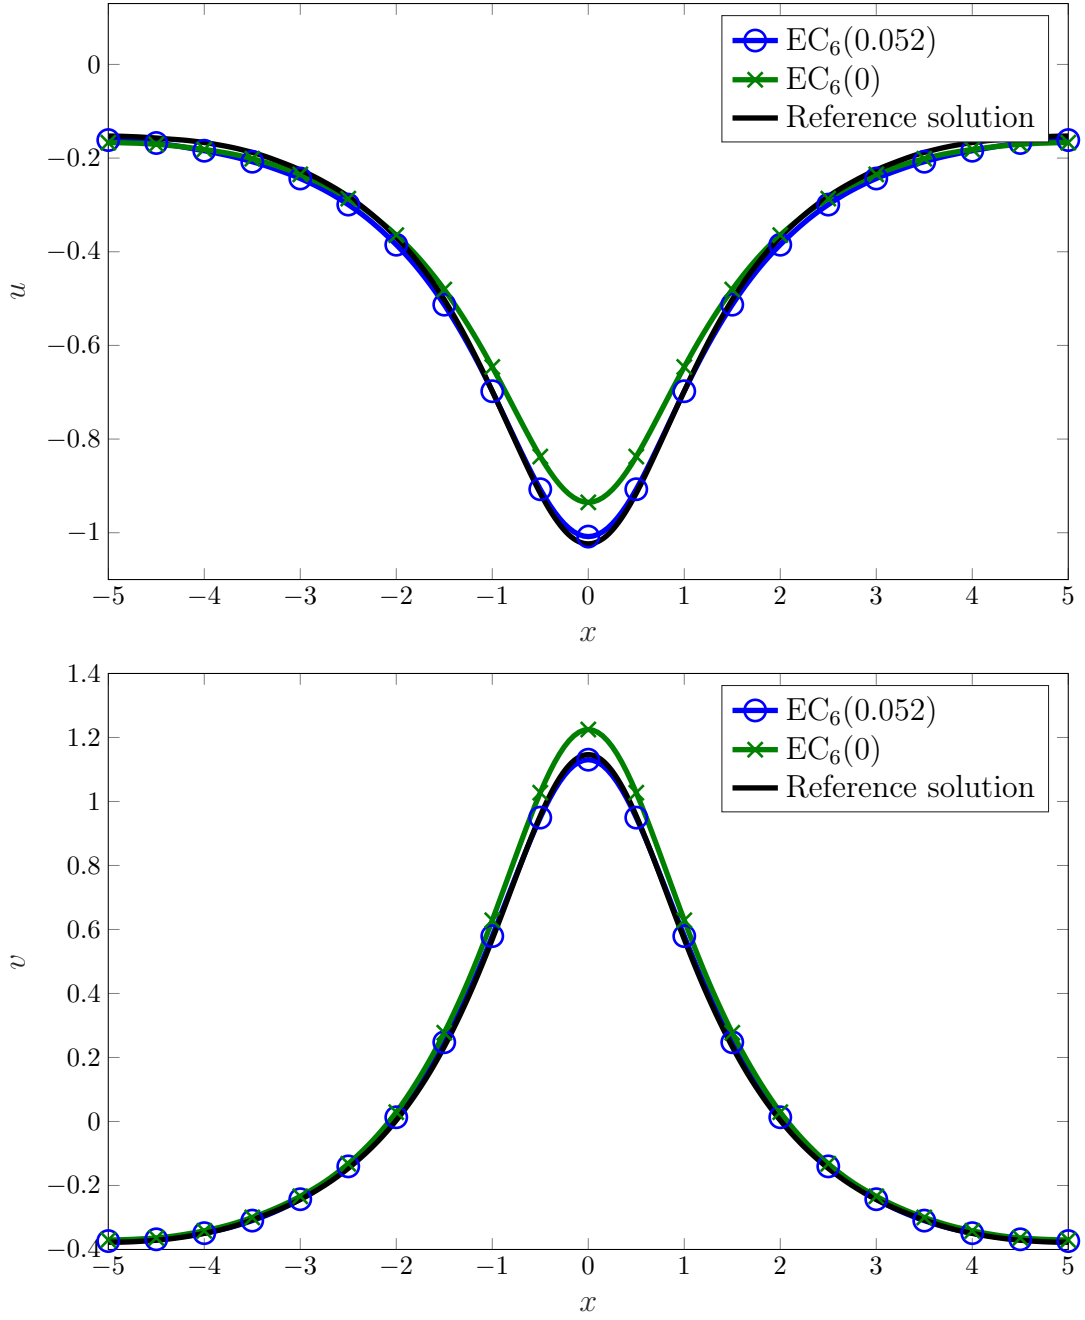 EC₆(0.052)
EC₆(0)
Reference solution
0
−0.2
−0.4
−0.6
−0.8
−1
u
−5 −4 −3 −2 −1 0 1 2 3 4 5
x
EC₆(0.052)
EC₆(0)
Reference solution
1.4
1.2
1
0.8
0.6
0.4
0.2
0
−0.2
−0.4
v
−5 −4 −3 −2 −1 0 1 2 3 4 5
x